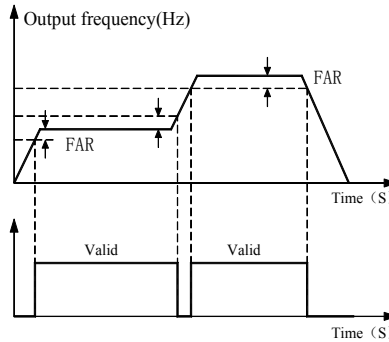 Output frequency(Hz)
FAR
FAR
Time（S
Valid
Valid
Time（S